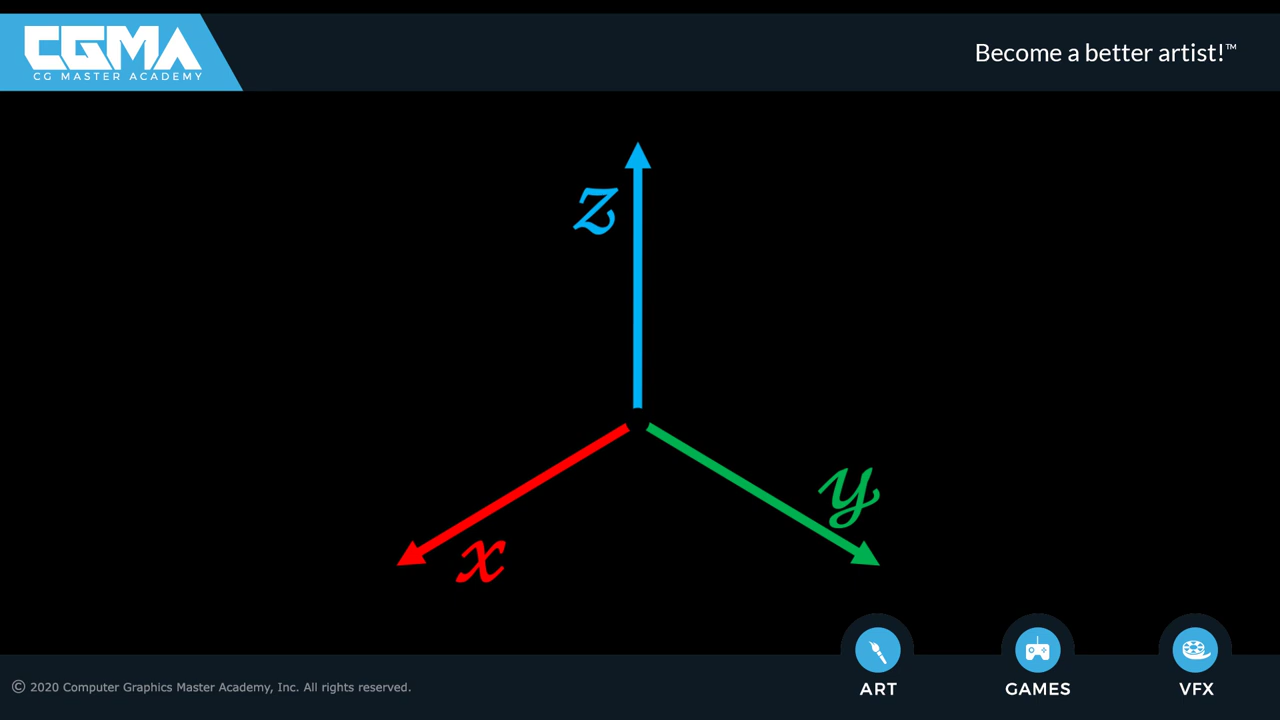 CGMA
CG MASTER ACADEMY
Become a better artist!™
z
y
x
ART
GAMES
VFX
© 2020 Computer Graphics Master Academy, Inc. All rights reserved.